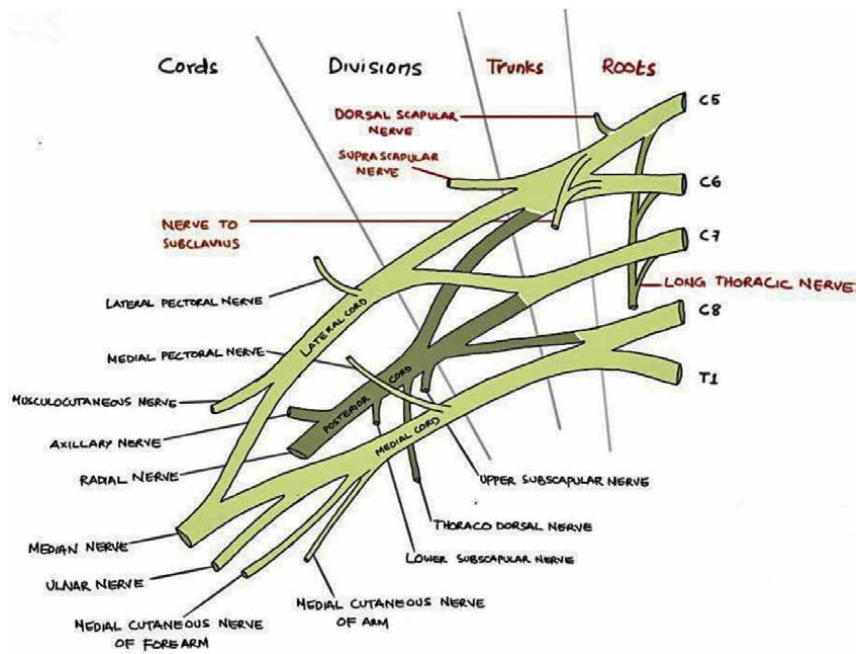 Cords
Divisions
Trunks
Roots
DORSAL SCAPULAR
NERVE
C5
SUPRASCAPULAR
NERVE
C6
NERVE TO
SUBCLAVIUS
C7
LATERAL PECTORAL NERVE
LONG THORACIC NERVE
C8
LATERAL CORD
MEDIAL PECTORAL NERVE
T1
MUSCULOCUTANEOUS NERVE
POSTERIOR CORD
AXILLARY NERVE
MEDIAL CORD
RADIAL NERVE
UPPER SUBSCAPULAR NERVE
THORACO DORSAL NERVE
MEDIAN NERVE
LOWER SUBSCAPULAR NERVE
ULNAR NERVE
MEDIAL CUTANEOUS NERVE
OF ARM
MEDIAL CUTANEOUS NERVE
OF FOREARM